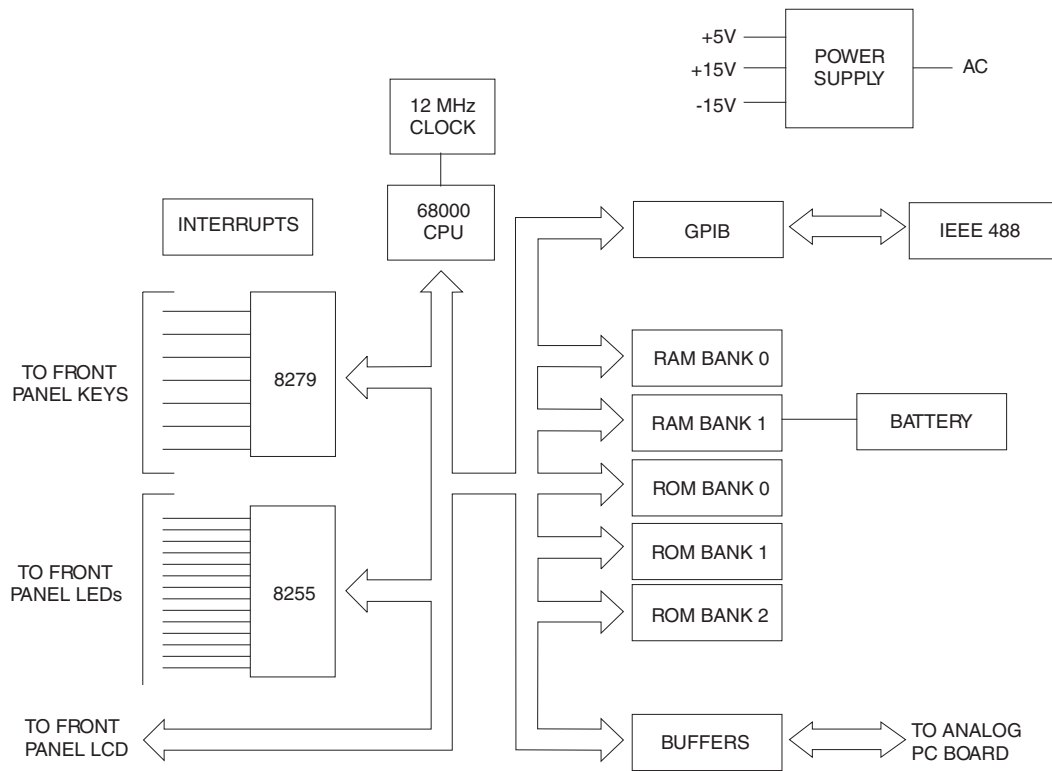 +5V
+15V
-15V
POWER
SUPPLY
AC
12 MHz
CLOCK
INTERRUPTS
68000
CPU
GPIB
IEEE 488
TO FRONT
PANEL KEYS
8279
RAM BANK 0
RAM BANK 1
BATTERY
ROM BANK 0
ROM BANK 1
ROM BANK 2
TO FRONT
PANEL LEDs
8255
TO FRONT
PANEL LCD
BUFFERS
TO ANALOG
PC BOARD